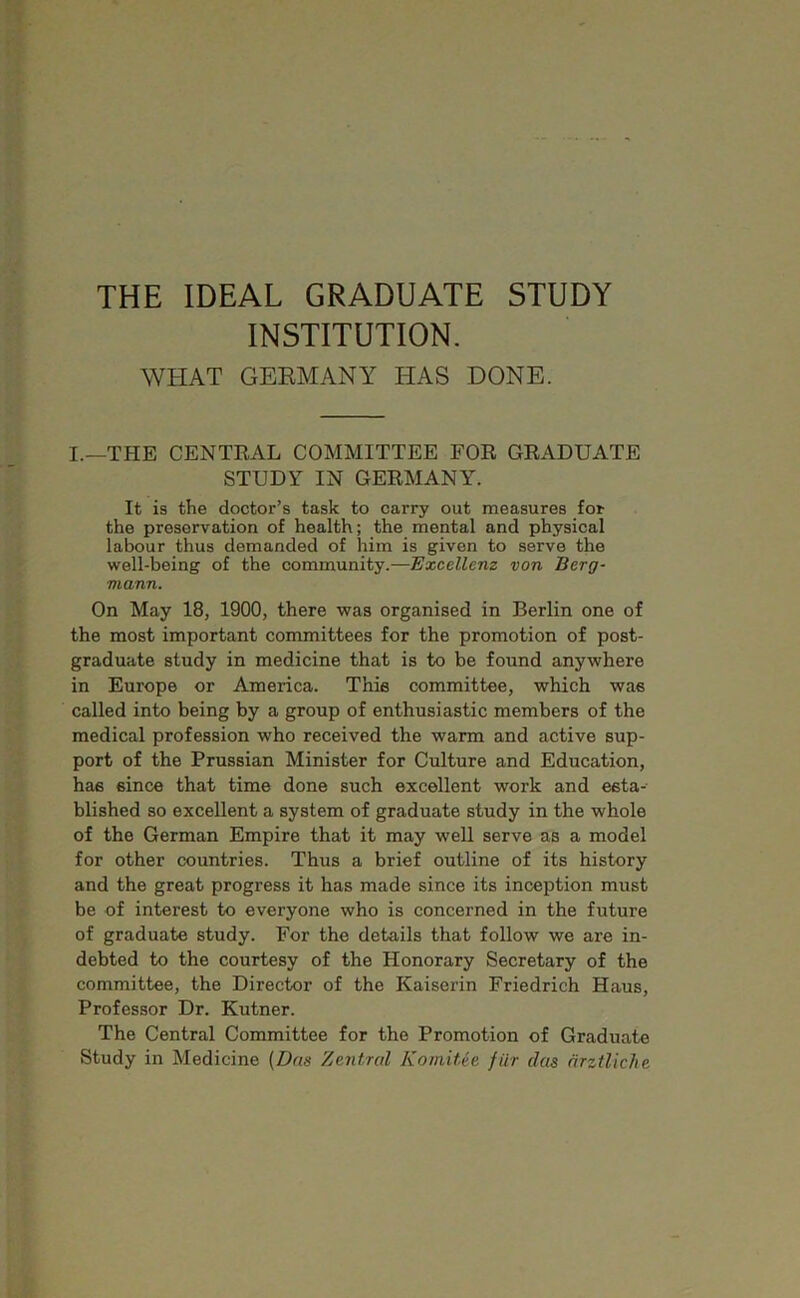 THE IDEAL GRADUATE STUDY
INSTITUTION.
WHAT GERMANY HAS DONE.
I.—THE CENTRAL COMMITTEE FOR GRADUATE
STUDY IN GERMANY.
It is the doctor's task to carry out measures for
the preservation of health; the mental and physical
labour thus demanded of him is given to serve the
well-being of the community.—Excellenz von Berg-
mann.
On May 18, 1900, there was organised in Berlin one of
the most important committees for the promotion of post-
graduate study in medicine that is to be found anywhere
in Europe or America. This committee, which was
called into being by a group of enthusiastic members of the
medical profession who received the warm and active sup-
port of the Prussian Minister for Culture and Education,
has since that time done such excellent work and esta-
blished so excellent a system of graduate study in the whole
of the German Empire that it may well serve as a model
for other countries. Thus a brief outline of its history
and the great progress it has made since its inception must
be of interest to everyone who is concerned in the future
of graduate study. For the details that follow we are in-
debted to the courtesy of the Honorary Secretary of the
committee, the Director of the Kaiserin Friedrich Haus,
Professor Dr. Kutner.
The Central Committee for the Promotion of Graduate
Study in Medicine (Das Zentral Komitée für das ärztliche